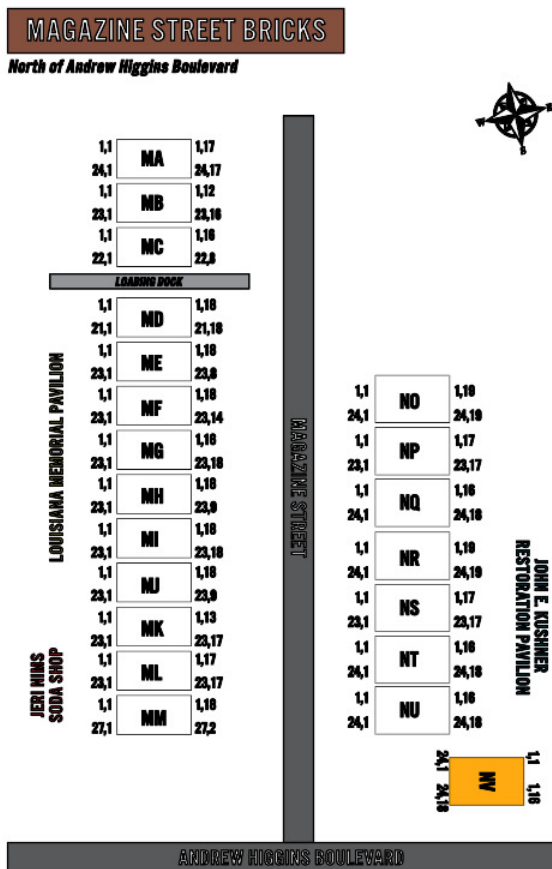 MAGAZINE STREET BRICKS
North of Andrew Higgins Boulevard
N
W E
S
1,1 MA 1,17
24,1 24,17
1,1 MB 1,12
23,1 23,16
1,1 MC 1,16
22,1 22,8
LOADING DOCK
1,1 MD 1,18
21,1 21,18
1,1 ME 1,18
23,1 23,8
1,1 MF 1,18
23,1 23,14
1,1 MG 1,16
23,1 23,18
1,1 MH 1,18
23,1 23,9
1,1 MI 1,18
23,1 23,18
1,1 MJ 1,18
23,1 23,9
1,1 MK 1,13
23,1 23,17
1,1 ML 1,17
23,1 23,17
1,1 MM 1,18
27,1 27,2
LOUISIANA MEMORIAL PAVILION
JERI NIMS
SODA SHOP
MAGAZINE STREET
1,1 NO 1,19
24,1 24,19
1,1 NP 1,17
23,1 23,17
1,1 NQ 1,16
24,1 24,18
1,1 NR 1,19
24,1 24,19
1,1 NS 1,17
23,1 23,17
1,1 NT 1,16
24,1 24,18
1,1 NU 1,16
24,1 24,18
JOHN E. KUSHNER
RESTORATION PAVILION
1,1 NV 1,16
24,1 24,18
ANDREW HIGGINS BOULEVARD